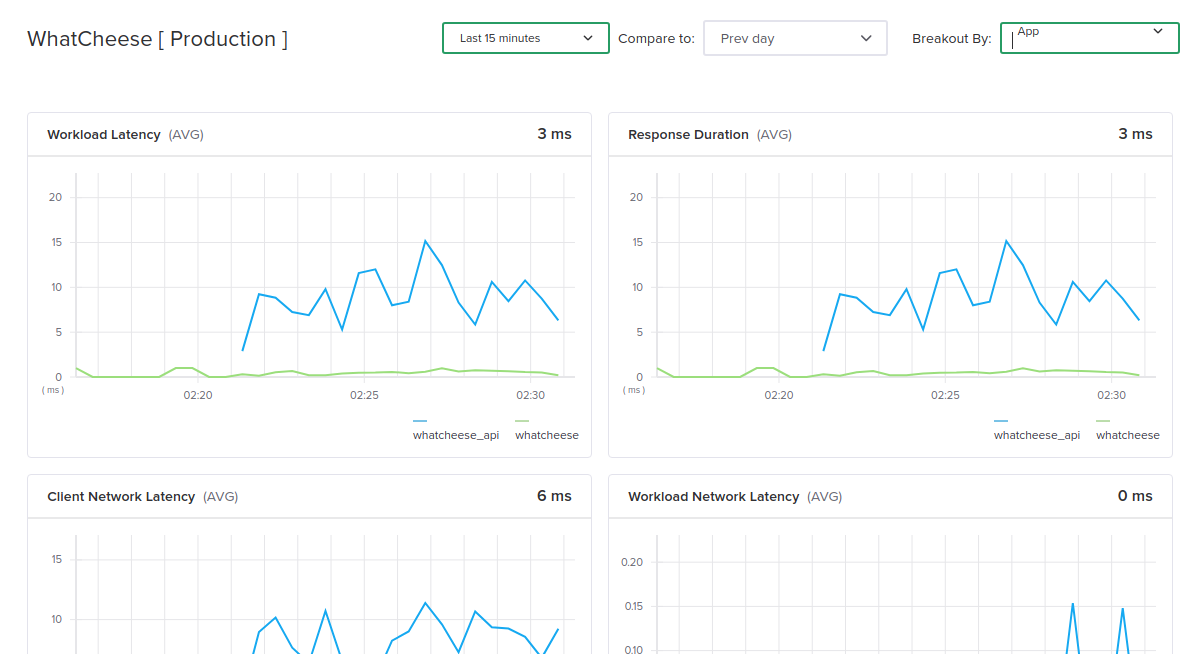 WhatCheese [ Production ]
Last 15 minutes
Compare to:
Prev day
Breakout By:
App
Workload Latency (AVG)
3 ms
20
15
10
5
0
( ms )
02:20
02:25
02:30
whatcheese_api
whatcheese
Response Duration (AVG)
3 ms
20
15
10
5
0
( ms )
02:20
02:25
02:30
whatcheese_api
whatcheese
Client Network Latency (AVG)
6 ms
15
10
Workload Network Latency (AVG)
0 ms
0.20
0.15
0.10